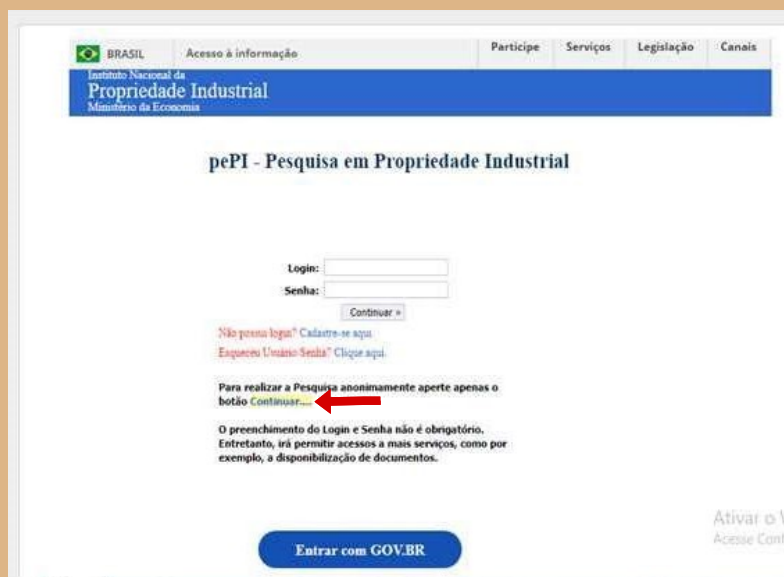 BRASIL Acesso à informação Participe Serviços Legislação Canais
Instituto Nacional da
Propriedade Industrial
Ministério da Economia
pePI - Pesquisa em Propriedade Industrial
Login:
Senha:
Continuar »
Não possui login? Cadastre-se aqui.
Esqueceu Usuário/Senha? Clique aqui.
Para realizar a Pesquisa anonimamente aperte apenas o
botão Continuar....
O preenchimento do Login e Senha não é obrigatório.
Entretanto, irá permitir acessos a mais serviços, como por
exemplo, a disponibilização de documentos.
Ativar o
Acesse
Entrar com GOV.BR